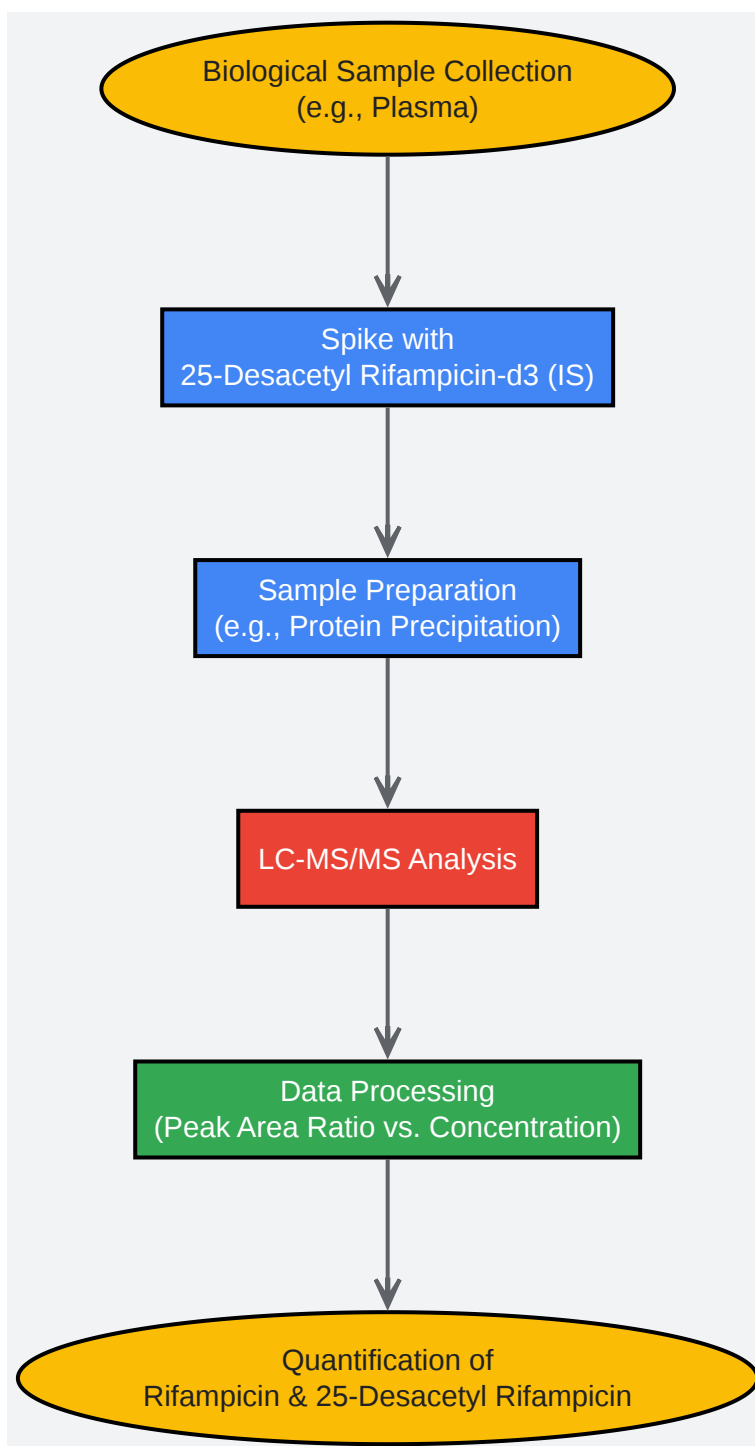 Biological Sample Collection
(e.g., Plasma)
Spike with
25-Desacetyl Rifampicin-d3 (IS)
Sample Preparation
(e.g., Protein Precipitation)
LC-MS/MS Analysis
Data Processing
(Peak Area Ratio vs. Concentration)
Quantification of
Rifampicin & 25-Desacetyl Rifampicin